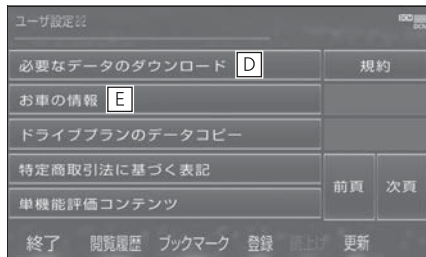 ユーザ設定
必要なデータのダウンロード D 規約
お車の情報 E
ドライブプランのデータコピー
特定商取引法に基づく表記
前頁 次頁
単機能評価コンテンツ
終了 閲覧履歴 ブックマーク 登録 読上げ 更新